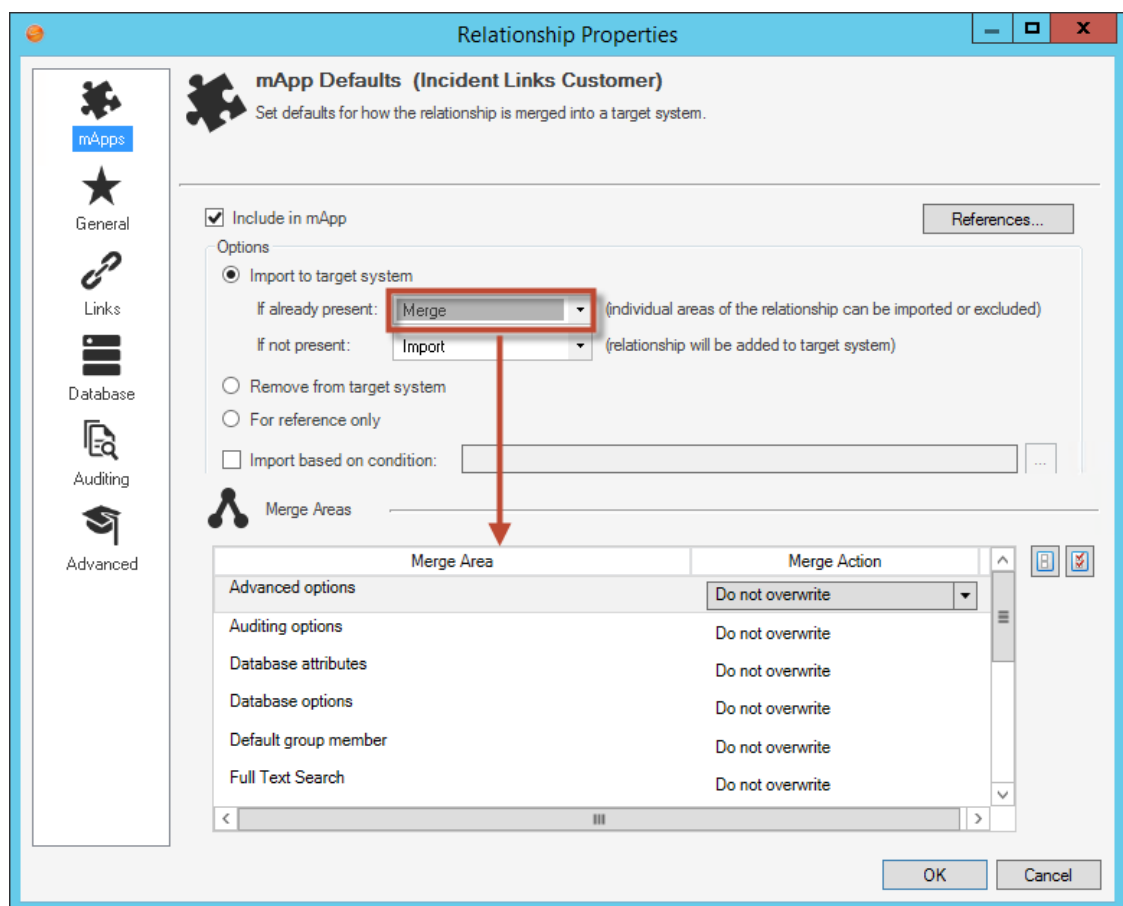 Relationship Properties
mApp Defaults (Incident Links Customer)
Set defaults for how the relationship is merged into a target system.
mApps
General
Links
Database
Auditing
Advanced
Include in mApp
References...
Options
Import to target system
If already present: Merge (individual areas of the relationship can be imported or excluded)
If not present: Import (relationship will be added to target system)
Remove from target system
For reference only
Import based on condition: ...
Merge Areas
Merge Area Merge Action
Advanced options Do not overwrite
Auditing options Do not overwrite
Database attributes Do not overwrite
Database options Do not overwrite
Default group member Do not overwrite
Full Text Search Do not overwrite
OK Cancel